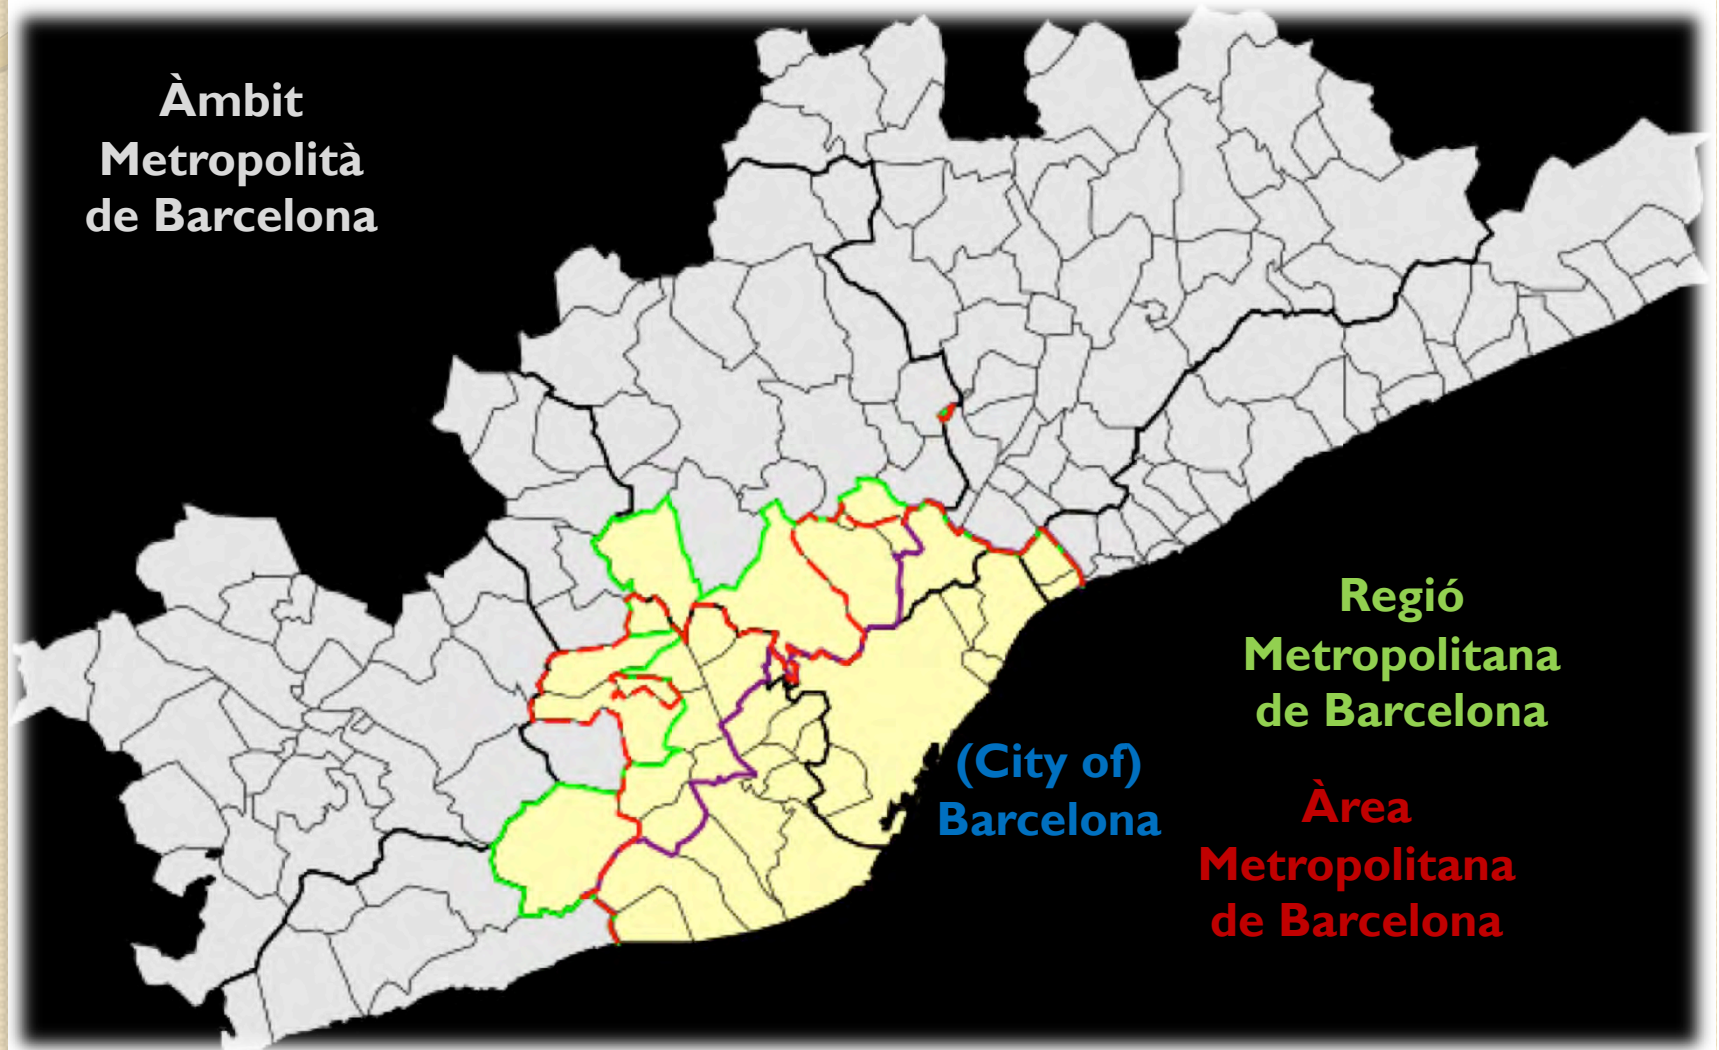 Àmbit
Metropolità
de Barcelona
Regió
Metropolitana
de Barcelona
(City of)
Barcelona
Àrea
Metropolitana
de Barcelona